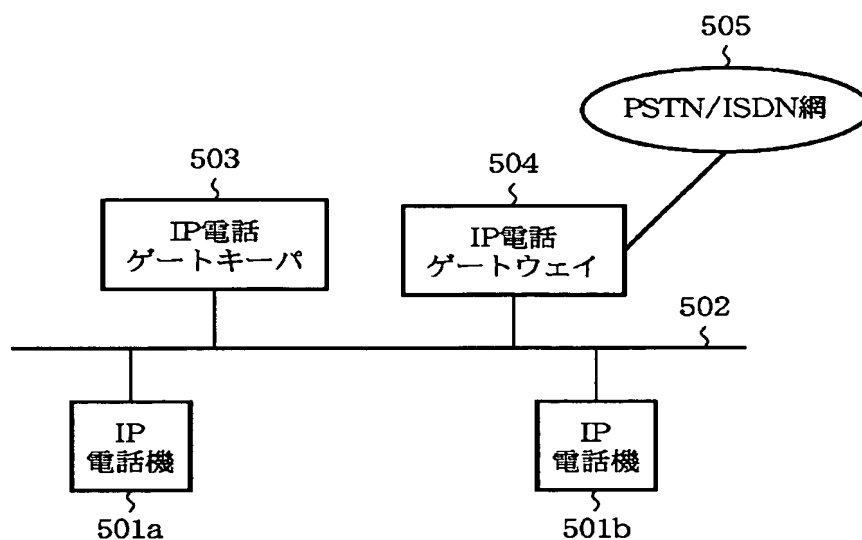 505
PSTN/ISDN網
503
IP電話
ゲートキーパ
504
IP電話
ゲートウェイ
502
IP
電話機
501a
IP
電話機
501b